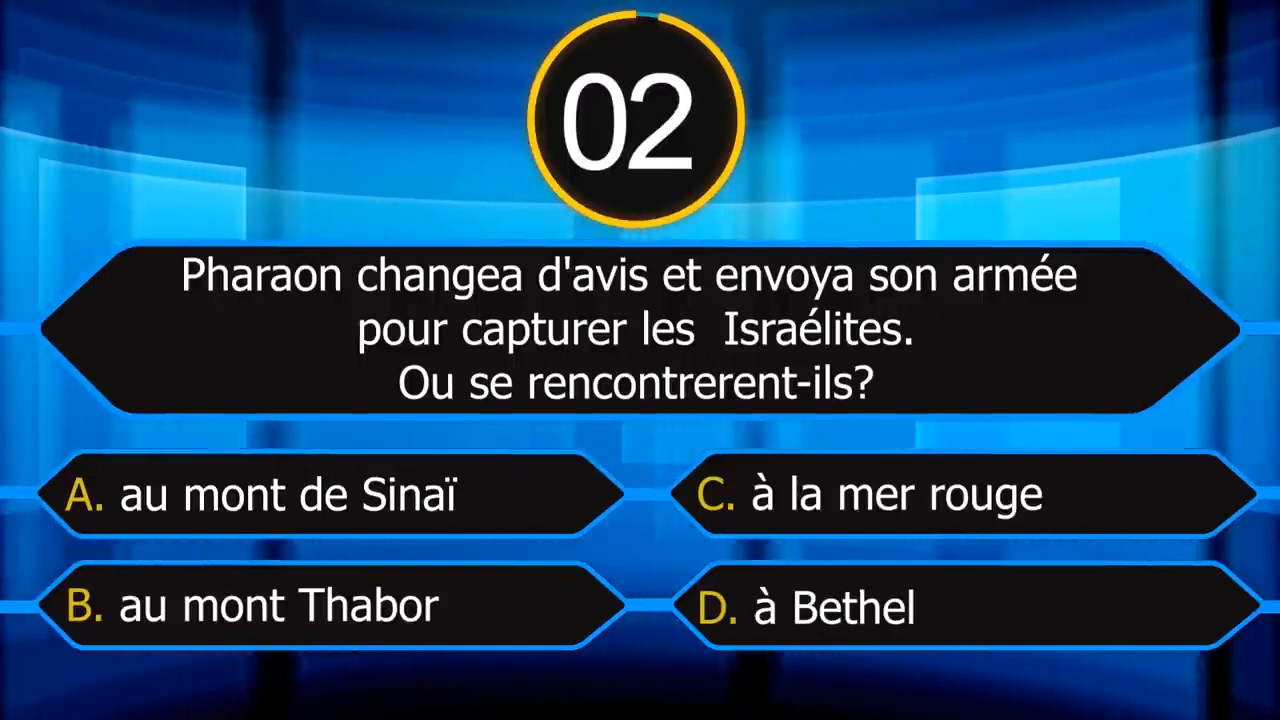 02
Pharaon changea d'avis et envoya son armée
pour capturer les  Israélites.
Ou se rencontrerent-ils?
A. au mont de Sinaï
C. à la mer rouge
B. au mont Thabor
D. à Bethel